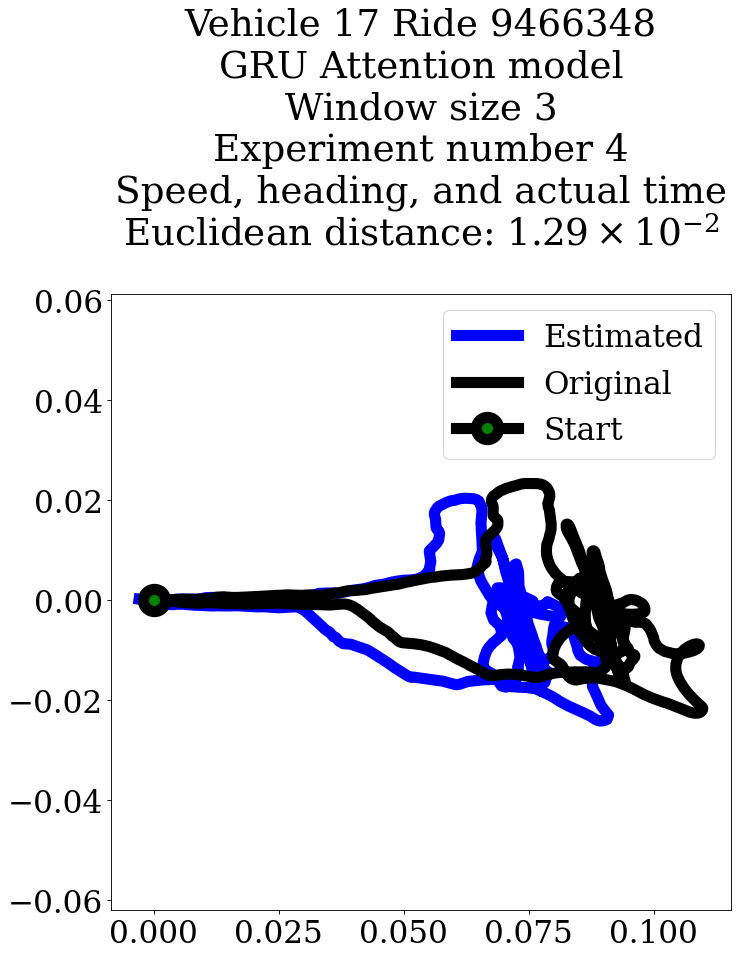 Vehicle 17 Ride 9466348
GRU Attention model
Window size 3
Experiment number 4
Speed, heading, and actual time
Euclidean distance: 1.29 × 10⁻²
0.06
Estimated
Original
Start
0.04
0.02
0.00
−0.02
−0.04
−0.06
0.000 0.025 0.050 0.075 0.100